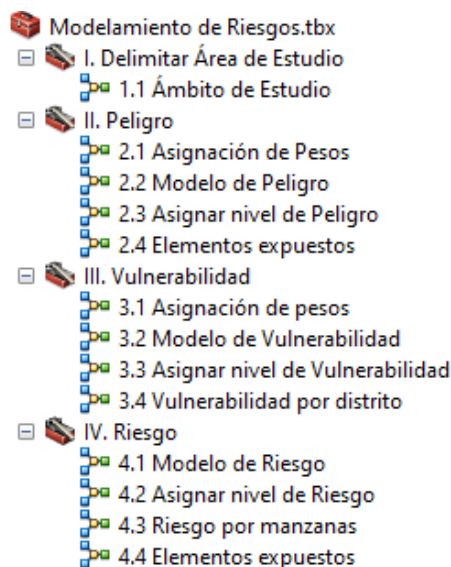 Modelamiento de Riesgos.tbx
I. Delimitar Área de Estudio
1.1 Ámbito de Estudio
II. Peligro
2.1 Asignación de Pesos
2.2 Modelo de Peligro
2.3 Asignar nivel de Peligro
2.4 Elementos expuestos
III. Vulnerabilidad
3.1 Asignación de pesos
3.2 Modelo de Vulnerabilidad
3.3 Asignar nivel de Vulnerabilidad
3.4 Vulnerabilidad por distrito
IV. Riesgo
4.1 Modelo de Riesgo
4.2 Asignar nivel de Riesgo
4.3 Riesgo por manzanas
4.4 Elementos expuestos